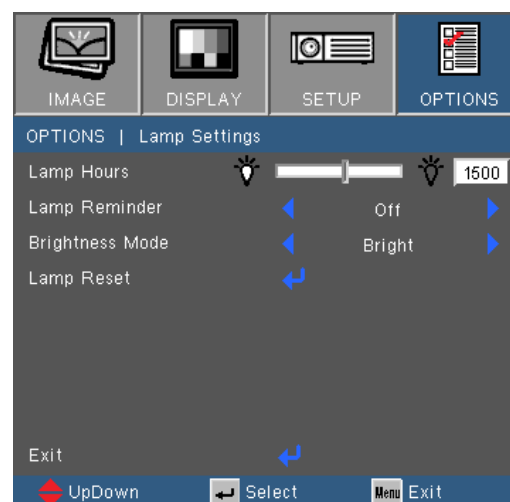 IMAGE DISPLAY SETUP OPTIONS
OPTIONS | Lamp Settings
Lamp Hours 1500
Lamp Reminder Off
Brightness Mode Bright
Lamp Reset
Exit
UpDown Select Menu Exit